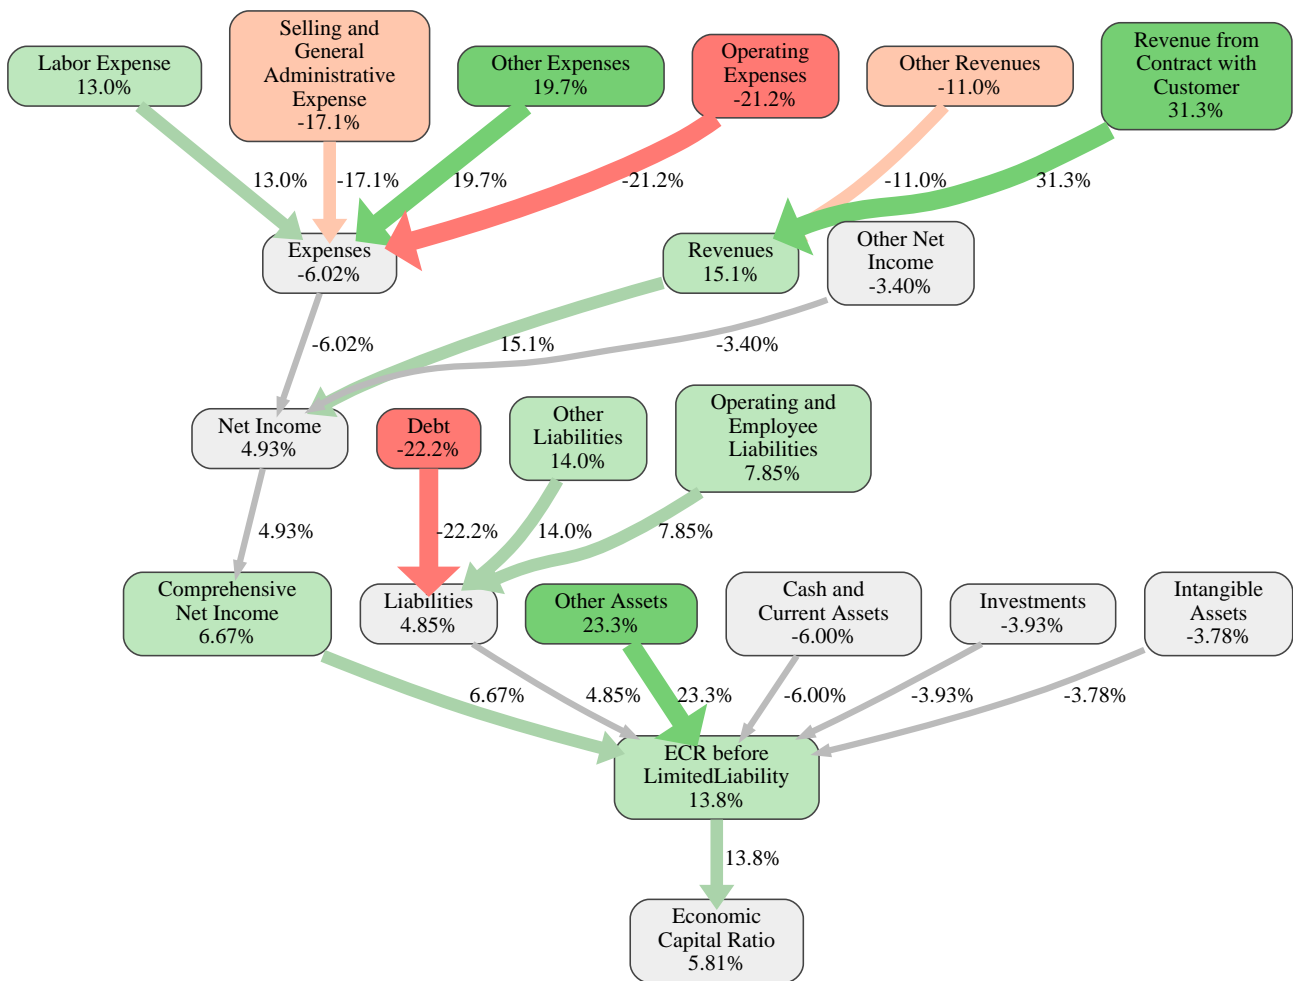 Labor Expense
13.0%
Selling and
General
Administrative
Expense
-17.1%
Other Expenses
19.7%
Operating
Expenses
-21.2%
Other Revenues
-11.0%
Revenue from
Contract with
Customer
31.3%
13.0%
-17.1%
19.7%
-21.2%
-11.0%
31.3%
Expenses
-6.02%
Revenues
15.1%
Other Net
Income
-3.40%
-6.02%
15.1%
-3.40%
Net Income
4.93%
Debt
-22.2%
Other
Liabilities
14.0%
Operating and
Employee
Liabilities
7.85%
4.93%
-22.2%
14.0%
7.85%
Comprehensive
Net Income
6.67%
Liabilities
4.85%
Other Assets
23.3%
Cash and
Current Assets
-6.00%
Investments
-3.93%
Intangible
Assets
-3.78%
6.67%
4.85%
23.3%
-6.00%
-3.93%
-3.78%
ECR before
LimitedLiability
13.8%
13.8%
Economic
Capital Ratio
5.81%